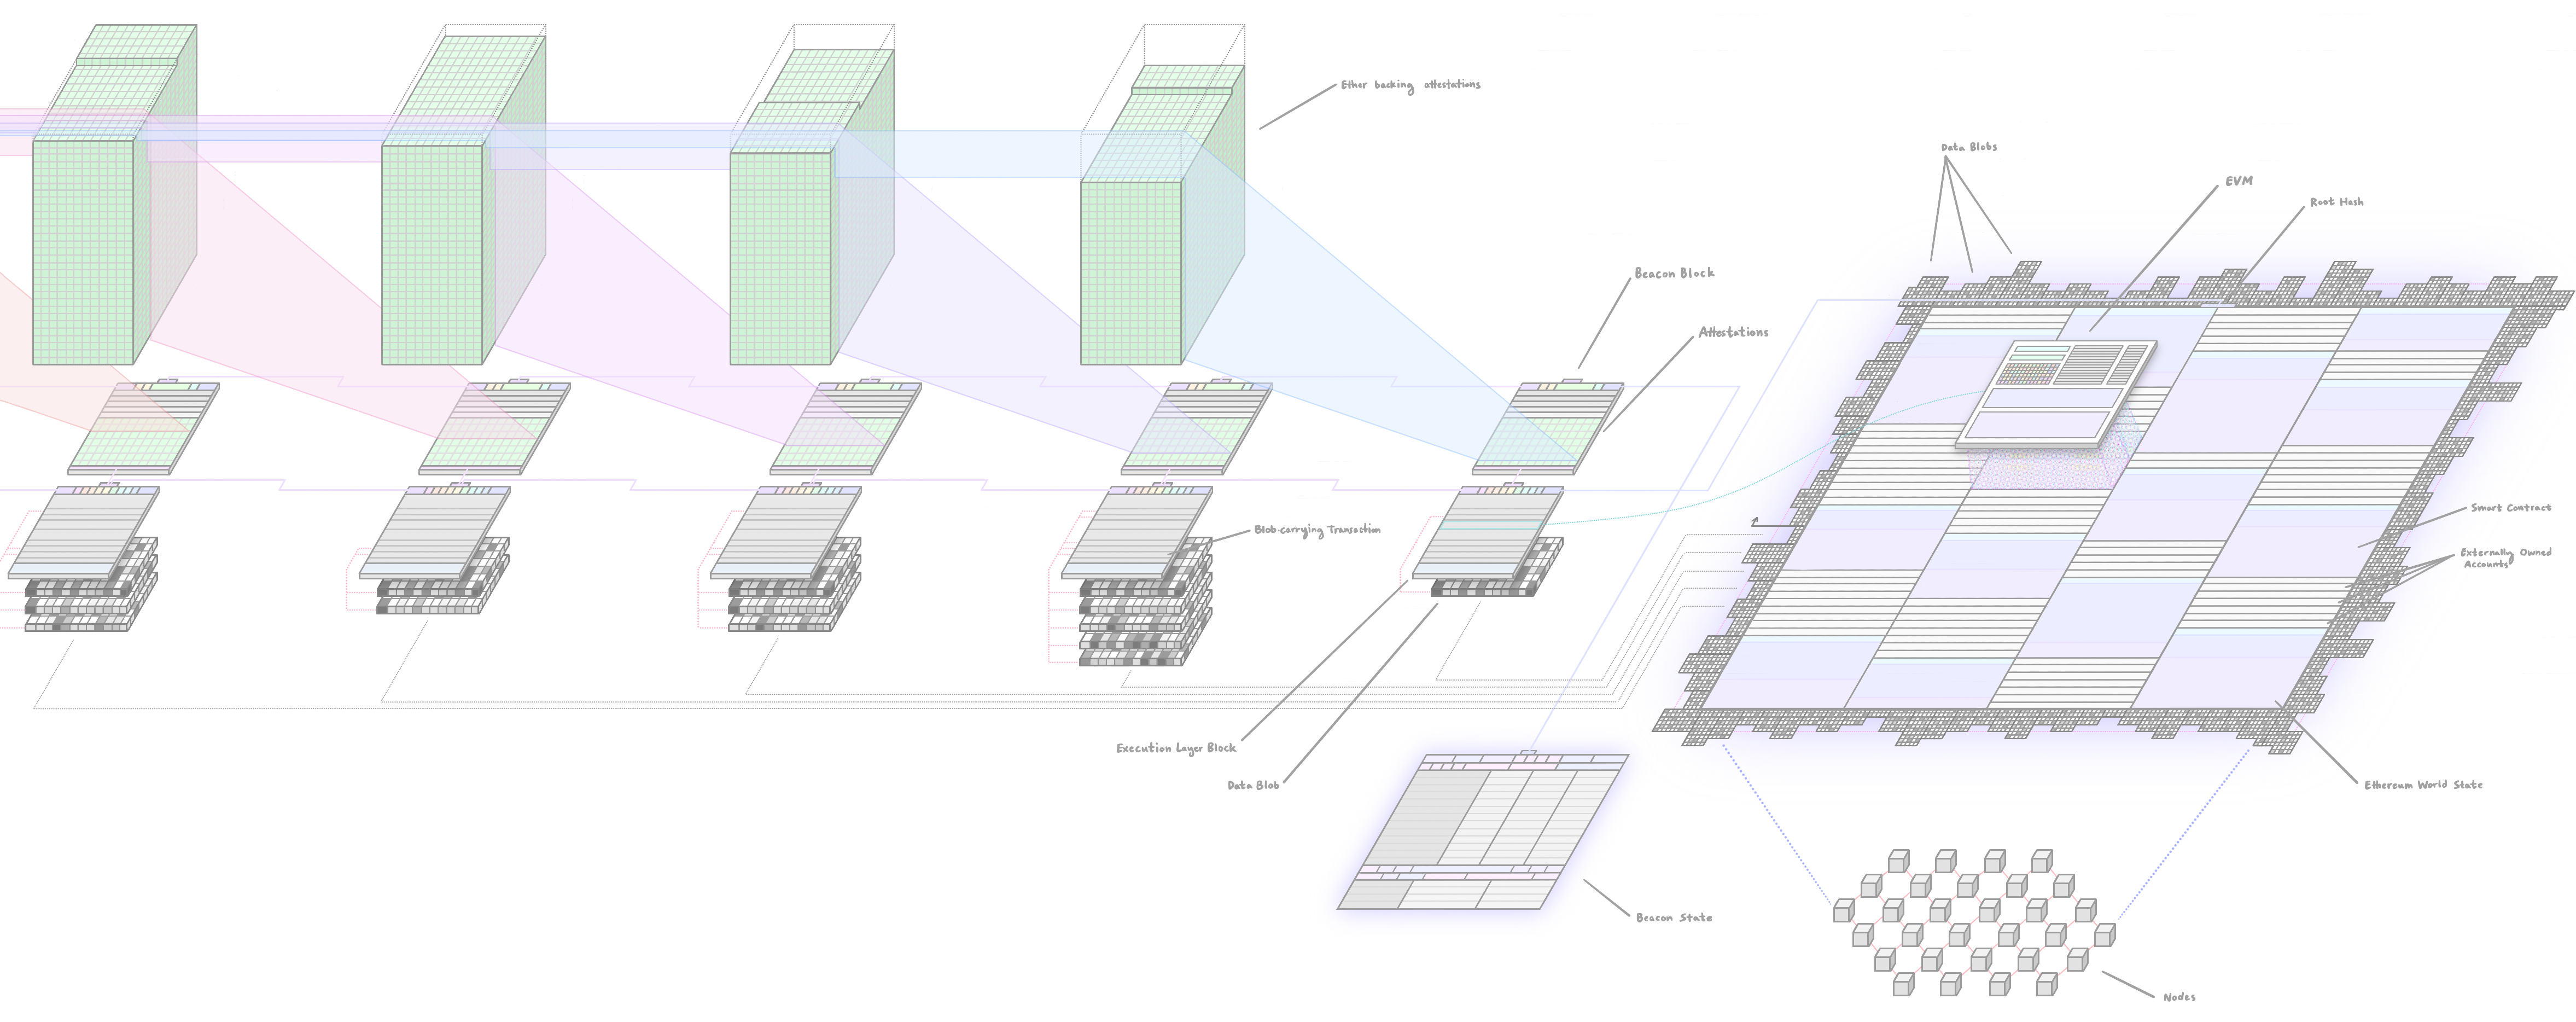 Ether backing attestations
Data Blobs
EVM
Root Hash
Beacon Block
Attestations
Smart Contract
Blob-carrying Transaction
Externally Owned
Accounts
Execution Layer Block
Data Blob
Ethereum World State
Beacon State
Nodes